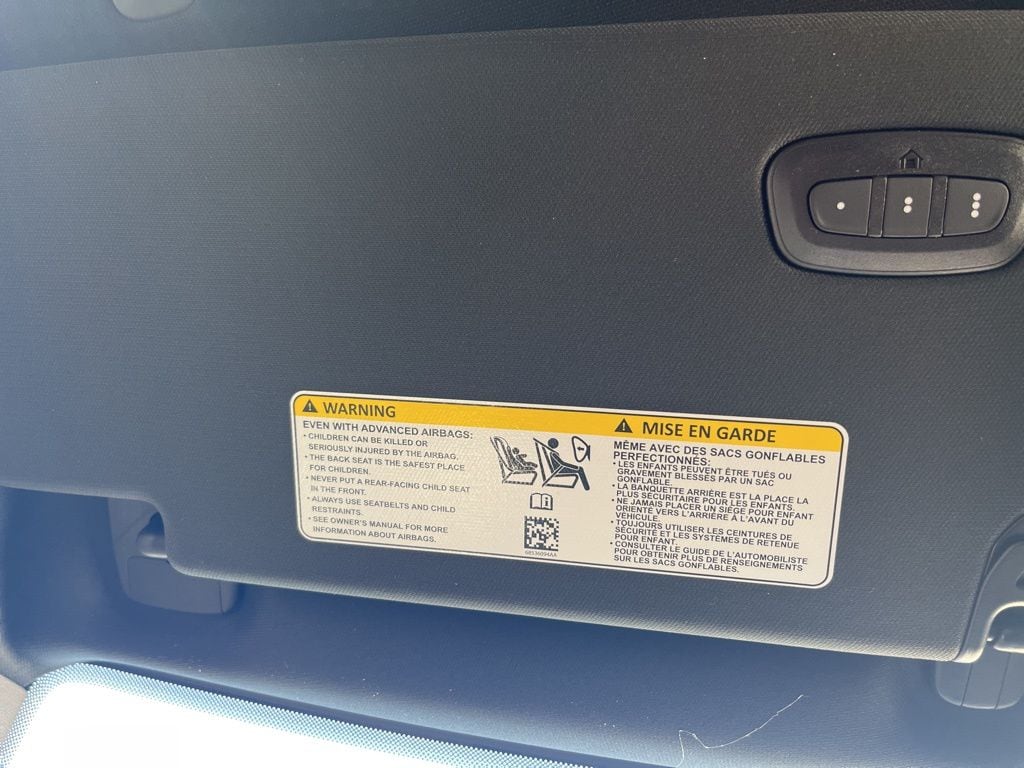 WARNING
EVEN WITH ADVANCED AIRBAGS:
• CHILDREN CAN BE KILLED OR
SERIOUSLY INJURED BY THE AIRBAG.
• THE BACK SEAT IS THE SAFEST PLACE
FOR CHILDREN.
• NEVER PUT A REAR-FACING CHILD SEAT
IN THE FRONT.
• ALWAYS USE SEATBELTS AND CHILD
RESTRAINTS.
• SEE OWNER'S MANUAL FOR MORE
INFORMATION ABOUT AIRBAGS.
68536094AA
MISE EN GARDE
MÊME AVEC DES SACS GONFLABLES
PERFECTIONNÉS:
• LES ENFANTS PEUVENT ÊTRE TUÉS OU
GRAVEMENT BLESSÉS PAR UN SAC
GONFLABLE.
• LA BANQUETTE ARRIÈRE EST LA PLACE LA
PLUS SÉCURITAIRE POUR LES ENFANTS.
• NE JAMAIS PLACER UN SIÈGE POUR ENFANT
ORIENTÉ VERS L'ARRIÈRE À L'AVANT DU
VÉHICULE.
• TOUJOURS UTILISER LES CEINTURES DE
SÉCURITÉ ET LES SYSTÈMES DE RETENUE
POUR ENFANT.
• CONSULTER LE GUIDE DE L'AUTOMOBILISTE
POUR OBTENIR PLUS DE RENSEIGNEMENTS
SUR LES SACS GONFLABLES.